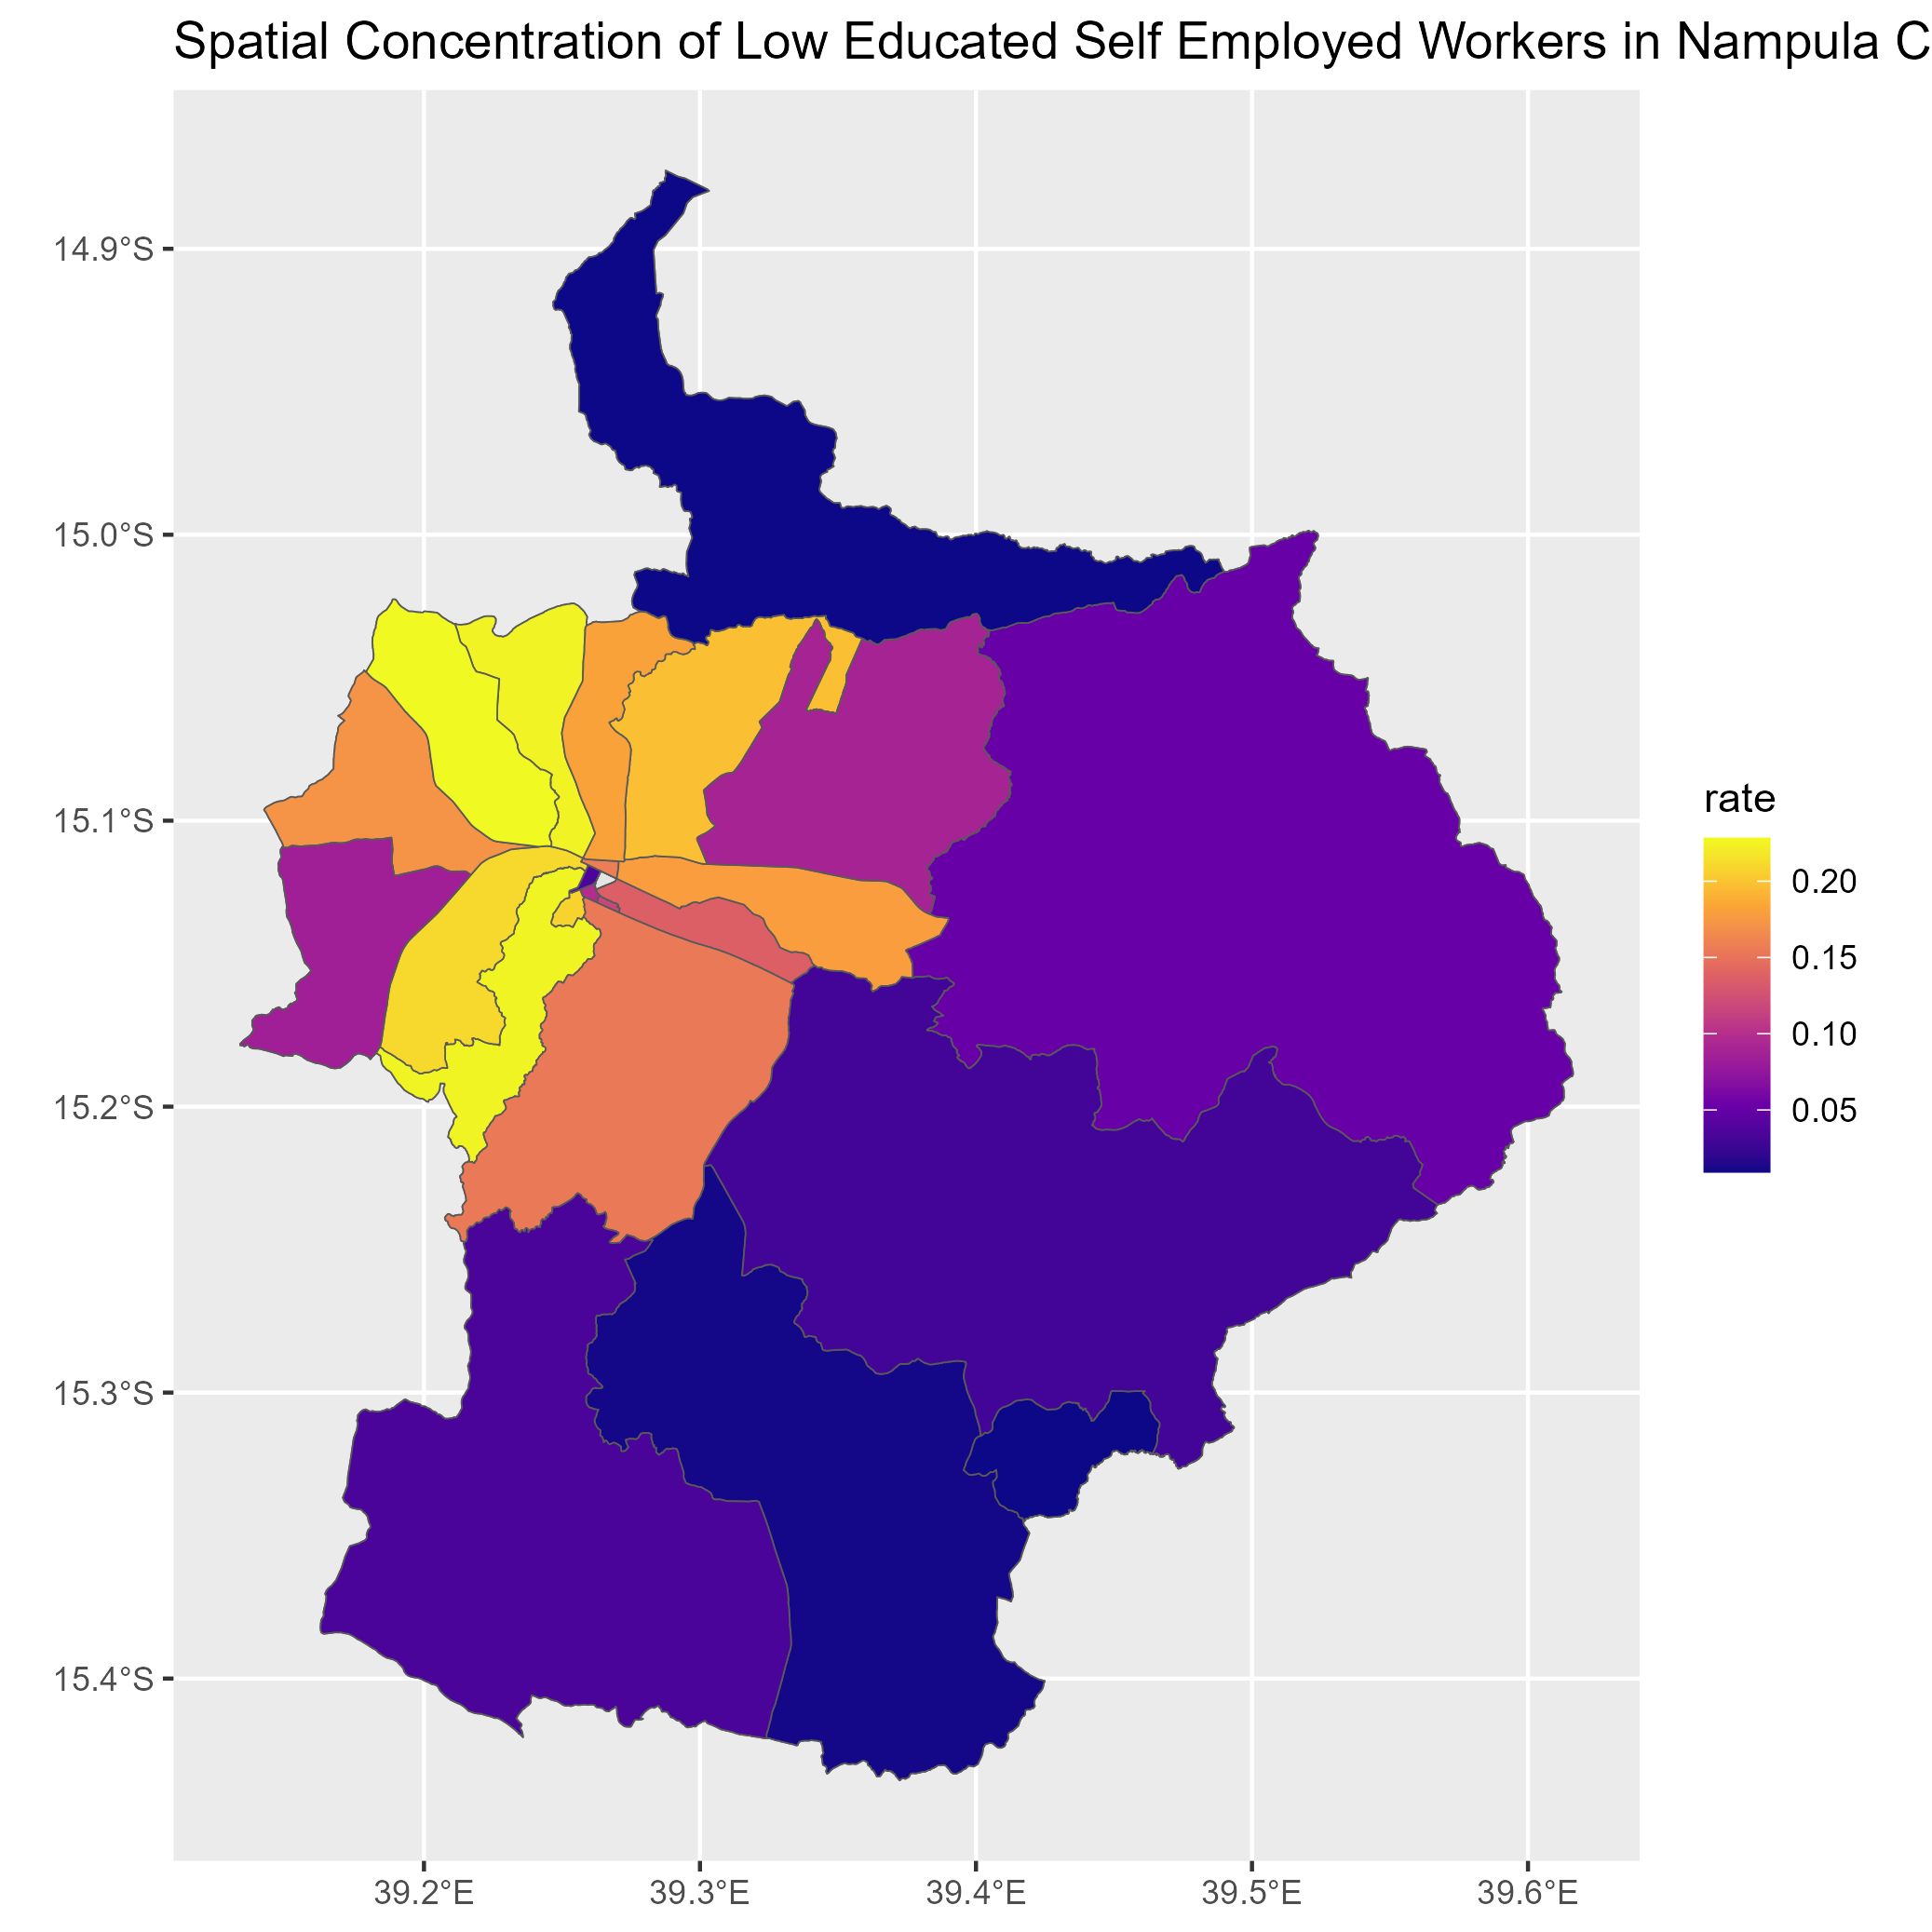 Spatial Concentration of Low Educated Self Employed Workers in Nampula C
14.9°S
15.0°S
15.1°S
15.2°S
15.3°S
15.4°S
39.2°E
39.3°E
39.4°E
39.5°E
39.6°E
rate
0.20
0.15
0.10
0.05